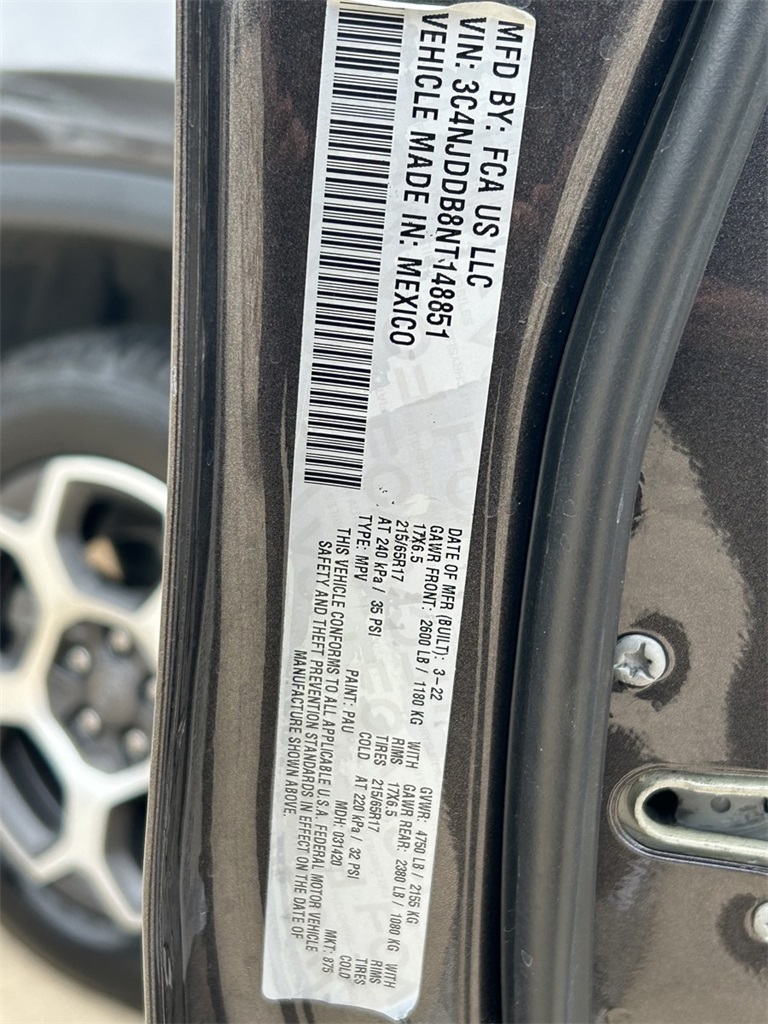 MFD BY: FCA US LLC
VIN: 3C4NJDDB8NT148851
VEHICLE MADE IN: MEXICO
DATE OF MFR (BUILT): 3-22 GVWR: 4750 LB / 2155 KG
GAWR FRONT: 2600 LB / 1180 KG WITH GAWR REAR: 2380 LB / 1080 KG WITH
17X6.5 RIMS 17X6.5 RIMS
215/65R17 TIRES 215/65R17 TIRES
AT 240 kPa / 35 PSI COLD AT 220 kPa / 32 PSI COLD
TYPE: MPV PAINT: PAU MDH: 031420 MKT: 875
THIS VEHICLE CONFORMS TO ALL APPLICABLE U.S.A. FEDERAL MOTOR VEHICLE
SAFETY AND THEFT PREVENTION STANDARDS IN EFFECT ON THE DATE OF
MANUFACTURE SHOWN ABOVE.